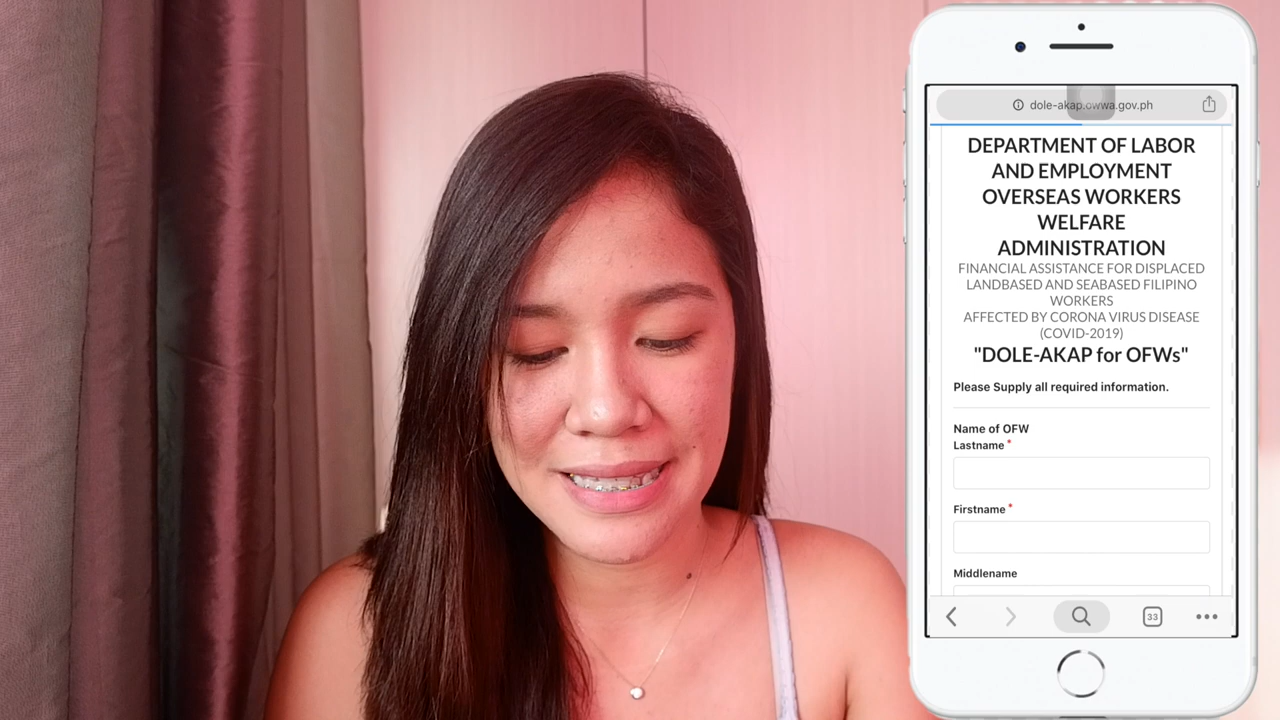 dole-akap.owwa.gov.ph
DEPARTMENT OF LABOR
AND EMPLOYMENT
OVERSEAS WORKERS
WELFARE
ADMINISTRATION
FINANCIAL ASSISTANCE FOR DISPLACED
LANDBASED AND SEABASED FILIPINO
WORKERS
AFFECTED BY CORONA VIRUS DISEASE
(COVID-2019)
"DOLE-AKAP for OFWs"
Please Supply all required information.
Name of OFW
Lastname *
Firstname *
Middlename
33